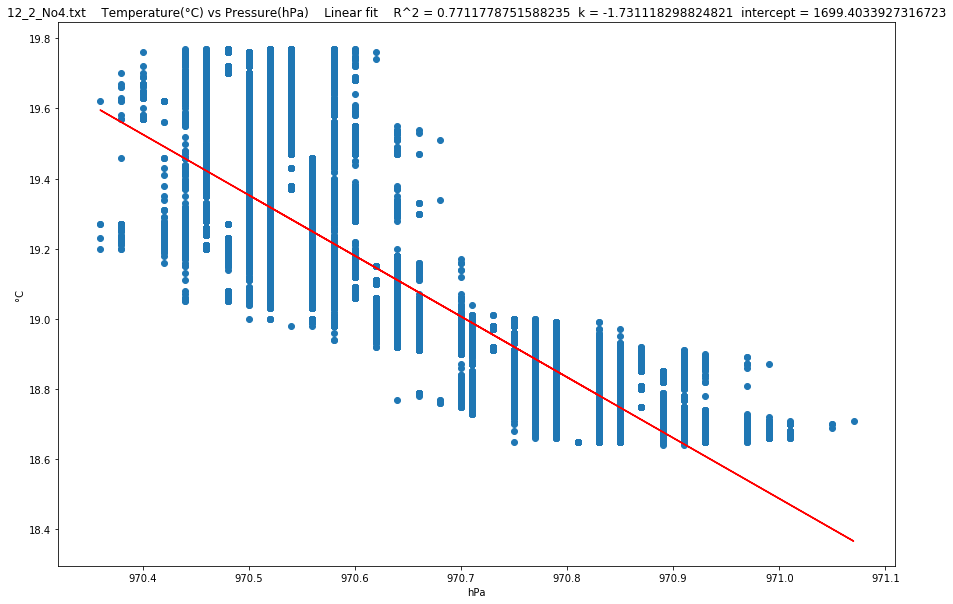 12_2_No4.txt    Temperature(°C) vs Pressure(hPa)    Linear fit    R^2 = 0.7711778751588235  k = -1.731118298824821  intercept = 1699.4033927316723
19.8
19.6
19.4
19.2
19.0
18.8
18.6
18.4
°C
970.4 970.5 970.6 970.7 970.8 970.9 971.0 971.1
hPa